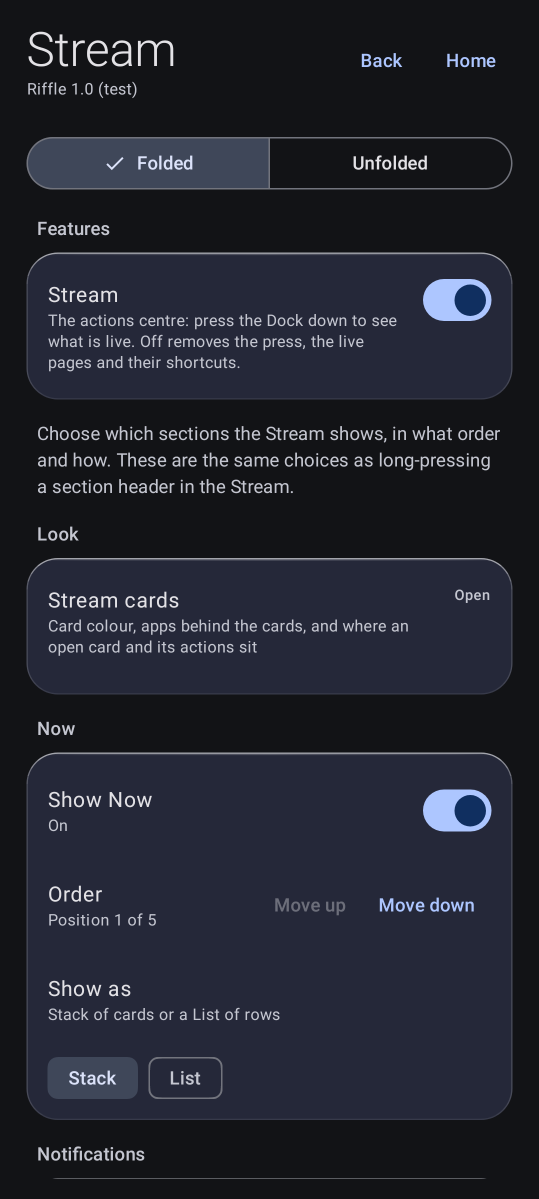 Stream
Riffle 1.0 (test)
Back
Home
Folded
Unfolded
Features
Stream
The actions centre: press the Dock down to see
what is live. Off removes the press, the live
pages and their shortcuts.
Choose which sections the Stream shows, in what order
and how. These are the same choices as long-pressing
a section header in the Stream.
Look
Stream cards
Open
Card colour, apps behind the cards, and where an
open card and its actions sit
Now
Show Now
On
Order
Position 1 of 5
Move up
Move down
Show as
Stack of cards or a List of rows
Stack
List
Notifications